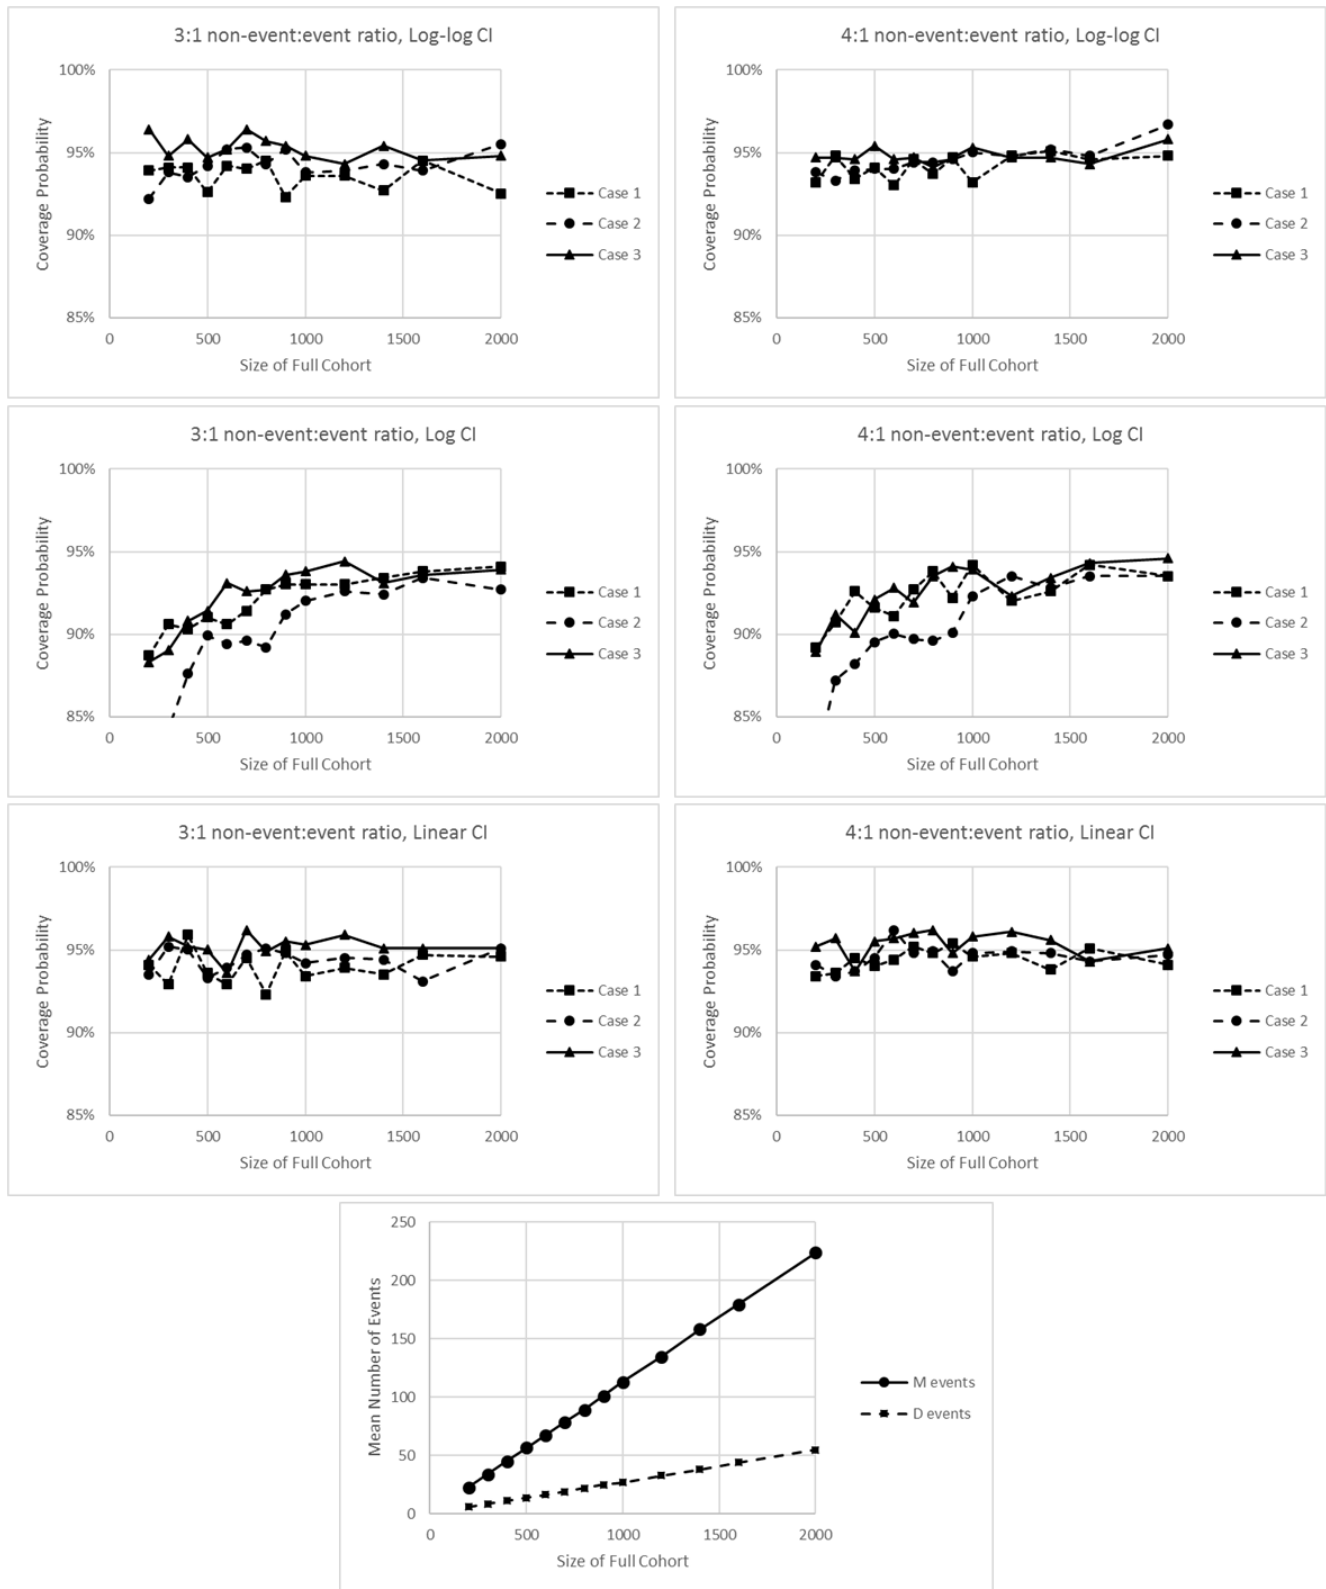 3:1 non-event:event ratio, Log-log CI
100%
95%
90%
85%
0 500 1000 1500 2000
Coverage Probability
Size of Full Cohort
Case 1
Case 2
Case 3
4:1 non-event:event ratio, Log-log CI
100%
95%
90%
85%
0 500 1000 1500 2000
Coverage Probability
Size of Full Cohort
Case 1
Case 2
Case 3
3:1 non-event:event ratio, Log CI
100%
95%
90%
85%
0 500 1000 1500 2000
Coverage Probability
Size of Full Cohort
Case 1
Case 2
Case 3
4:1 non-event:event ratio, Log CI
100%
95%
90%
85%
0 500 1000 1500 2000
Coverage Probability
Size of Full Cohort
Case 1
Case 2
Case 3
3:1 non-event:event ratio, Linear CI
100%
95%
90%
85%
0 500 1000 1500 2000
Coverage Probability
Size of Full Cohort
Case 1
Case 2
Case 3
4:1 non-event:event ratio, Linear CI
100%
95%
90%
85%
0 500 1000 1500 2000
Coverage Probability
Size of Full Cohort
Case 1
Case 2
Case 3
250
200
150
100
50
0
0 500 1000 1500 2000
Mean Number of Events
Size of Full Cohort
M events
D events